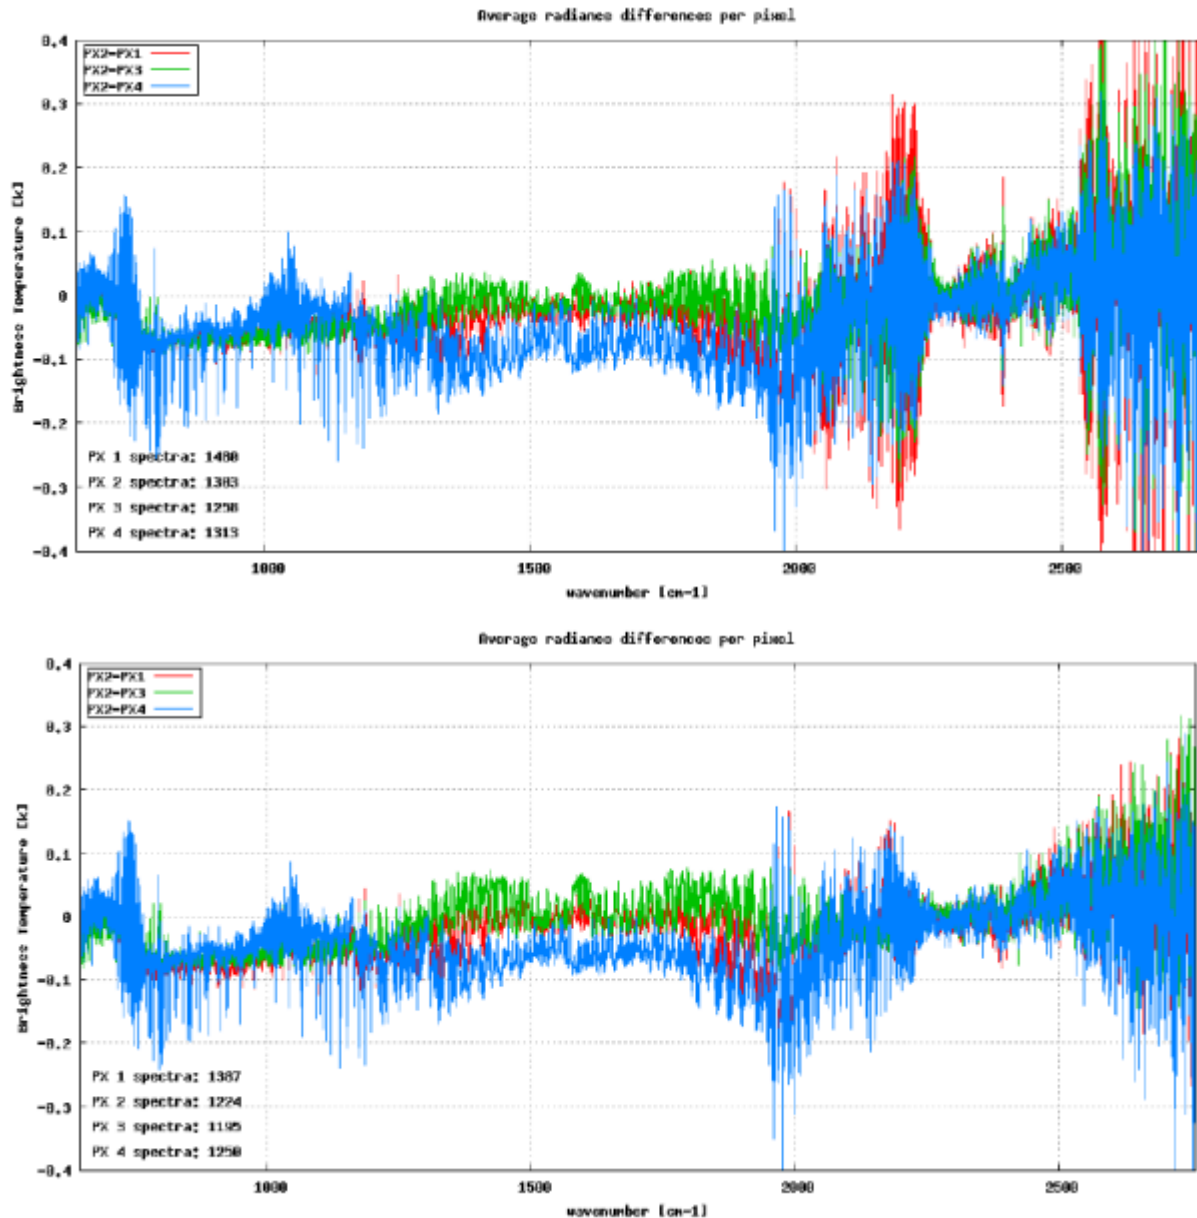 Average radiance differences per pixel
0.4
PX2-PX1
PX2-PX3
PX2-PX4
0.3
0.2
0.1
0
-0.1
-0.2
-0.3
-0.4
Brightness Temperature [k]
PX 1 spectra: 1480
PX 2 spectra: 1303
PX 3 spectra: 1258
PX 4 spectra: 1313
1000
1500
2000
2500
wavenumber [cm-1]
Average radiance differences per pixel
0.4
PX2-PX1
PX2-PX3
PX2-PX4
0.3
0.2
0.1
0
-0.1
-0.2
-0.3
-0.4
Brightness Temperature [k]
PX 1 spectra: 1387
PX 2 spectra: 1224
PX 3 spectra: 1195
PX 4 spectra: 1250
1000
1500
2000
2500
wavenumber [cm-1]